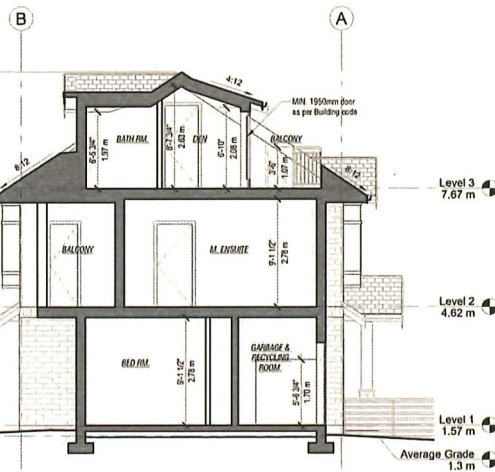 B
A
4:12
MIN. 1950mm door
as per Building code
BATH RM.
DEN
BALCONY
6'-5 3/4"
1.97 m
8'-7 3/4"
2.63 m
6'-10"
2.08 m
3'-6"
1.07 m
8:12
8:12
Level 3
7.67 m
BALCONY
M. ENSUITE
9'-1 1/2"
2.78 m
Level 2
4.62 m
BED RM.
9'-1 1/2"
2.78 m
GARBAGE &
RECYCLING
ROOM.
5'-6 3/4"
1.70 m
Level 1
1.57 m
Average Grade
1.3 m